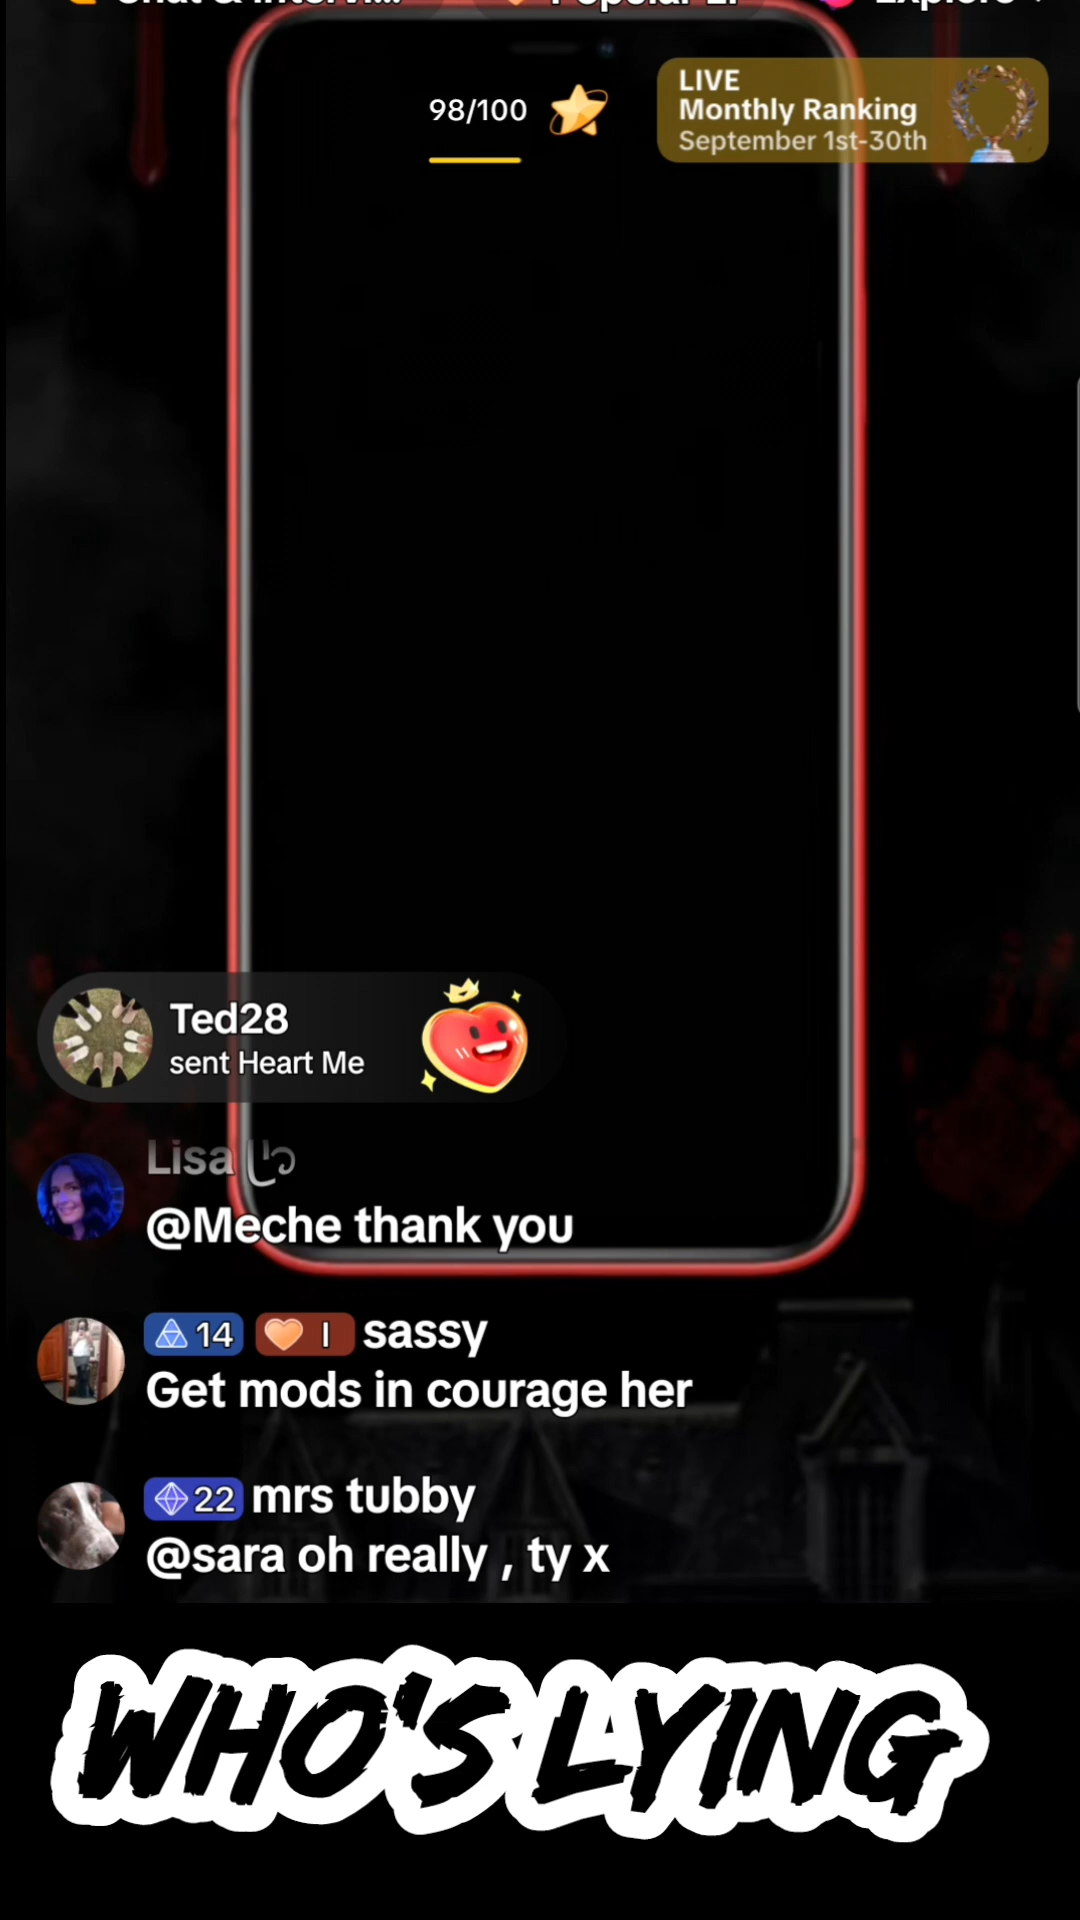 98/100
LIVE
Monthly Ranking
September 1st-30th
Ted28
sent Heart Me
Lisa
@Meche thank you
14 I sassy
Get mods in courage her
22 mrs tubby
@sara oh really , ty x
WHO'S LYING